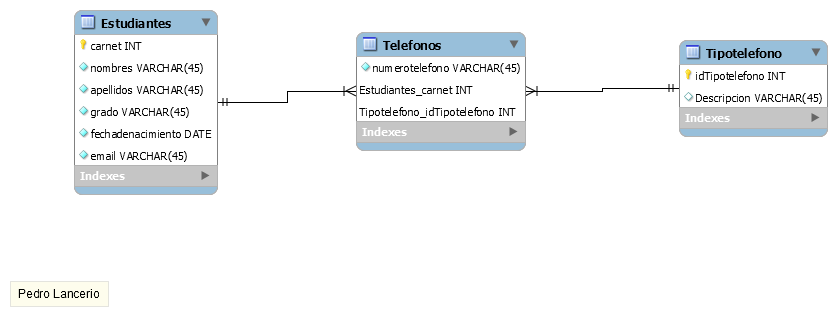 Estudiantes
carnet INT
nombres VARCHAR(45)
apellidos VARCHAR(45)
grado VARCHAR(45)
fechadenacimiento DATE
email VARCHAR(45)
Indexes
Telefonos
numerotelefono VARCHAR(45)
Estudiantes_carnet INT
Tipotelefono_idTipotelefono INT
Indexes
Tipotelefono
idTipotelefono INT
Descripcion VARCHAR(45)
Indexes
Pedro Lancerio